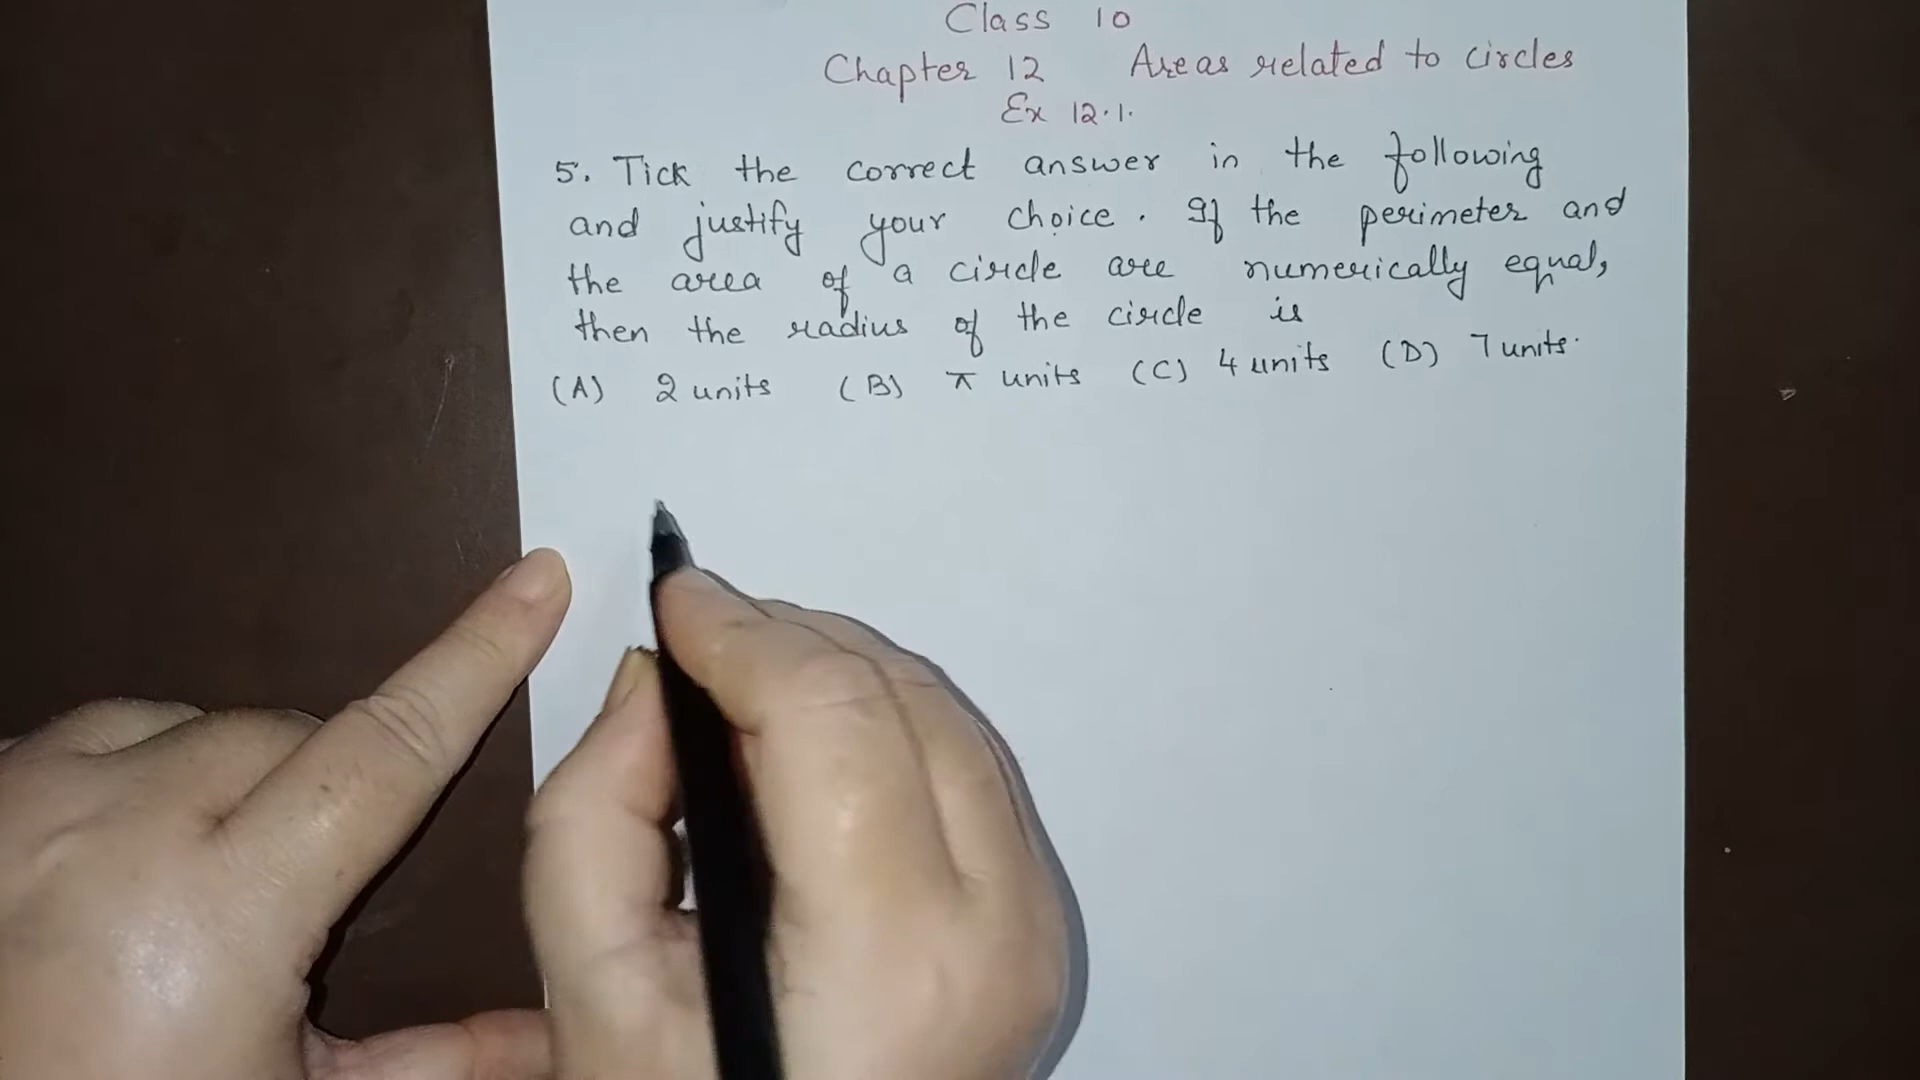 Class 10
Chapter 12 Areas related to circles
Ex 12.1.
5. Tick the correct answer in the following
and justify your choice. If the perimeter and
the area of a circle are numerically equal,
then the radius of the circle is
(A) 2 units (B) π units (C) 4 units (D) 7 units.